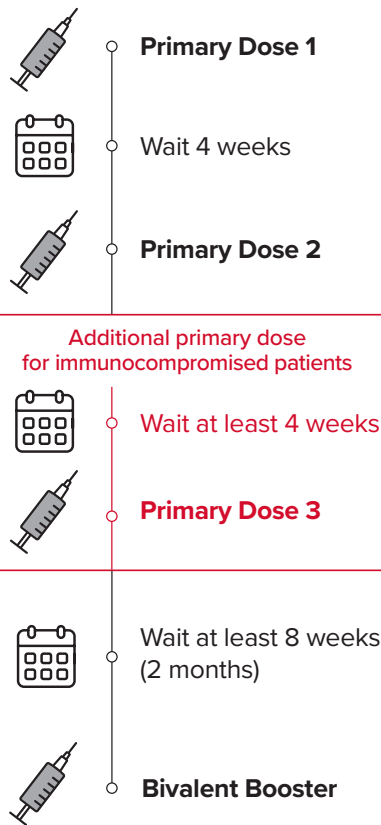 Primary Dose 1
Wait 4 weeks
Primary Dose 2
Additional primary dose
for immunocompromised patients
Wait at least 4 weeks
Primary Dose 3
Wait at least 8 weeks
(2 months)
Bivalent Booster